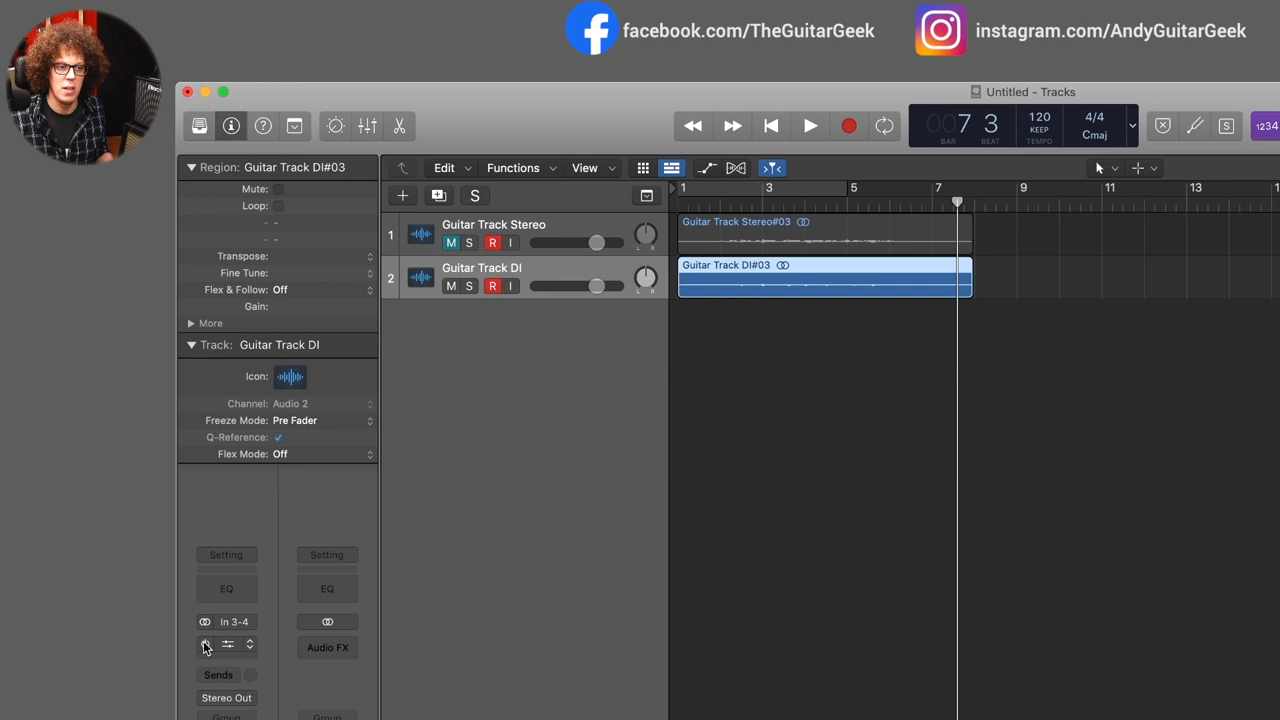 facebook.com/TheGuitarGeek
instagram.com/AndyGuitarGeek
Untitled - Tracks
007 3
BAR BEAT
120
KEEP
TEMPO
4/4
Cmaj
S
1234
Region: Guitar Track DI#03
Edit
Functions
View
Mute:
Loop:
Transpose:
Fine Tune:
Flex & Follow: Off
Gain:
More
Track: Guitar Track DI
Icon:
Channel: Audio 2
Freeze Mode: Pre Fader
Q-Reference:
Flex Mode: Off
S
1 3 5 7 9 11 13
1
Guitar Track Stereo
M S R I
L R
Guitar Track Stereo#03
2
Guitar Track DI
M S R I
L R
Guitar Track DI#03
Setting
Setting
EQ
EQ
In 3-4
Audio FX
Sends
Stereo Out
Group
Group